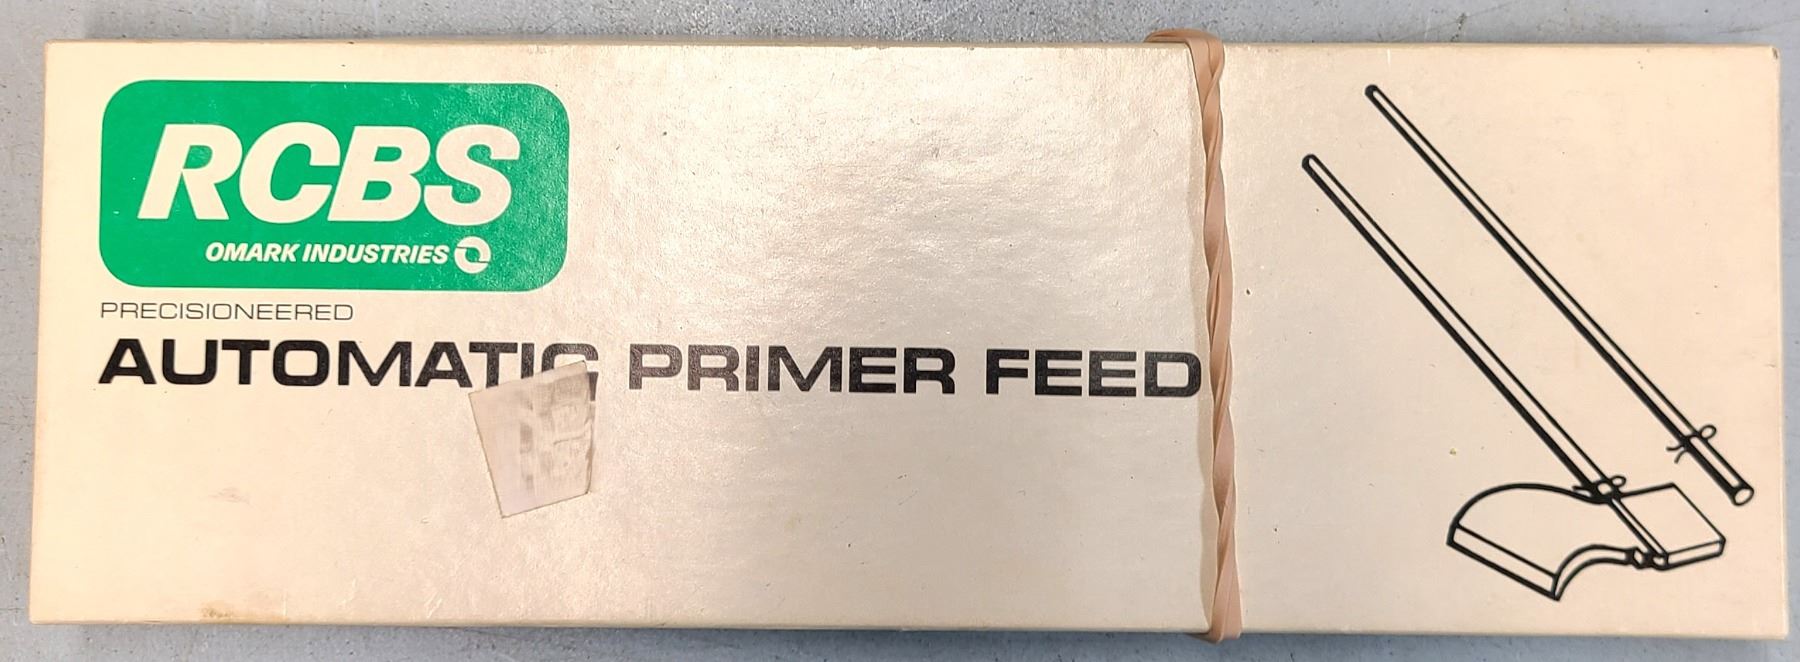 RCBS
OMARK INDUSTRIES
PRECISIONEERED
AUTOMATIC PRIMER FEED